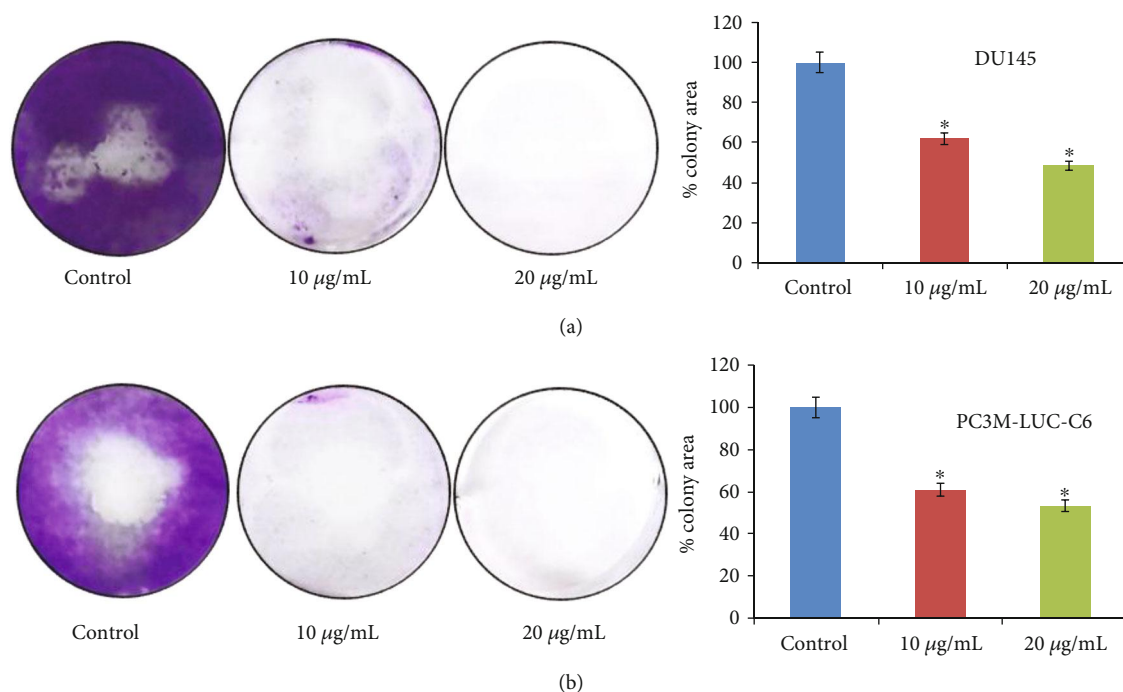 Control
10 μg/mL
20 μg/mL
120
100
80
60
40
20
0
% colony area
DU145
*
*
Control
10 μg/mL
20 μg/mL
(a)
Control
10 μg/mL
20 μg/mL
120
100
80
60
40
20
0
% colony area
PC3M-LUC-C6
*
*
Control
10 μg/mL
20 μg/mL
(b)